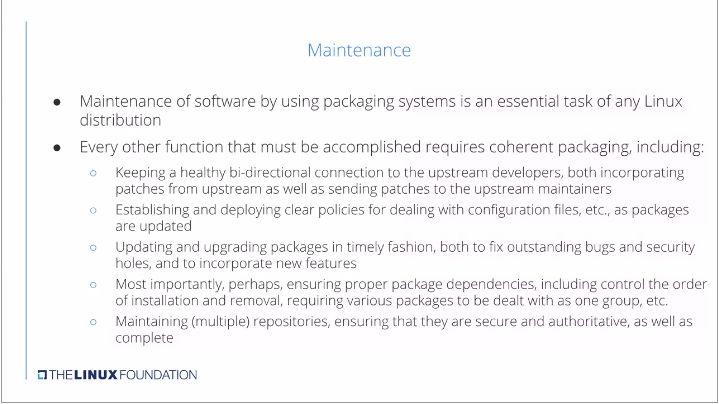 Maintenance
● Maintenance of software by using packaging systems is an essential task of any Linux
distribution
● Every other function that must be accomplished requires coherent packaging, including:
○ Keeping a healthy bi-directional connection to the upstream developers, both incorporating
patches from upstream as well as sending patches to the upstream maintainers
○ Establishing and deploying clear policies for dealing with configuration files, etc., as packages
are updated
○ Updating and upgrading packages in timely fashion, both to fix outstanding bugs and security
holes, and to incorporate new features
○ Most importantly, perhaps, ensuring proper package dependencies, including control the order
of installation and removal, requiring various packages to be dealt with as one group, etc.
○ Maintaining (multiple) repositories, ensuring that they are secure and authoritative, as well as
complete
THE LINUX FOUNDATION